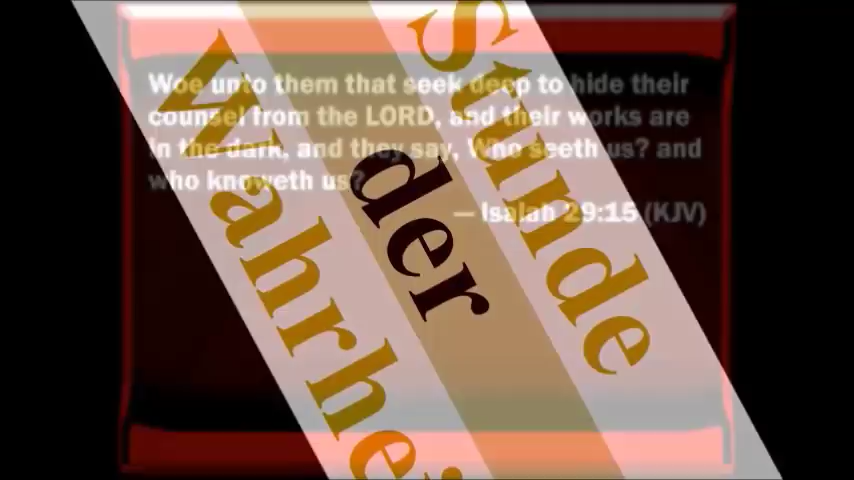 Woe unto them that seek deep to hide their
counsel from the LORD, and their works are
in the dark, and they say, Who seeth us? and
who knoweth us?
— Isaiah 29:15 (KJV)
Stunde
der
Wahrhei